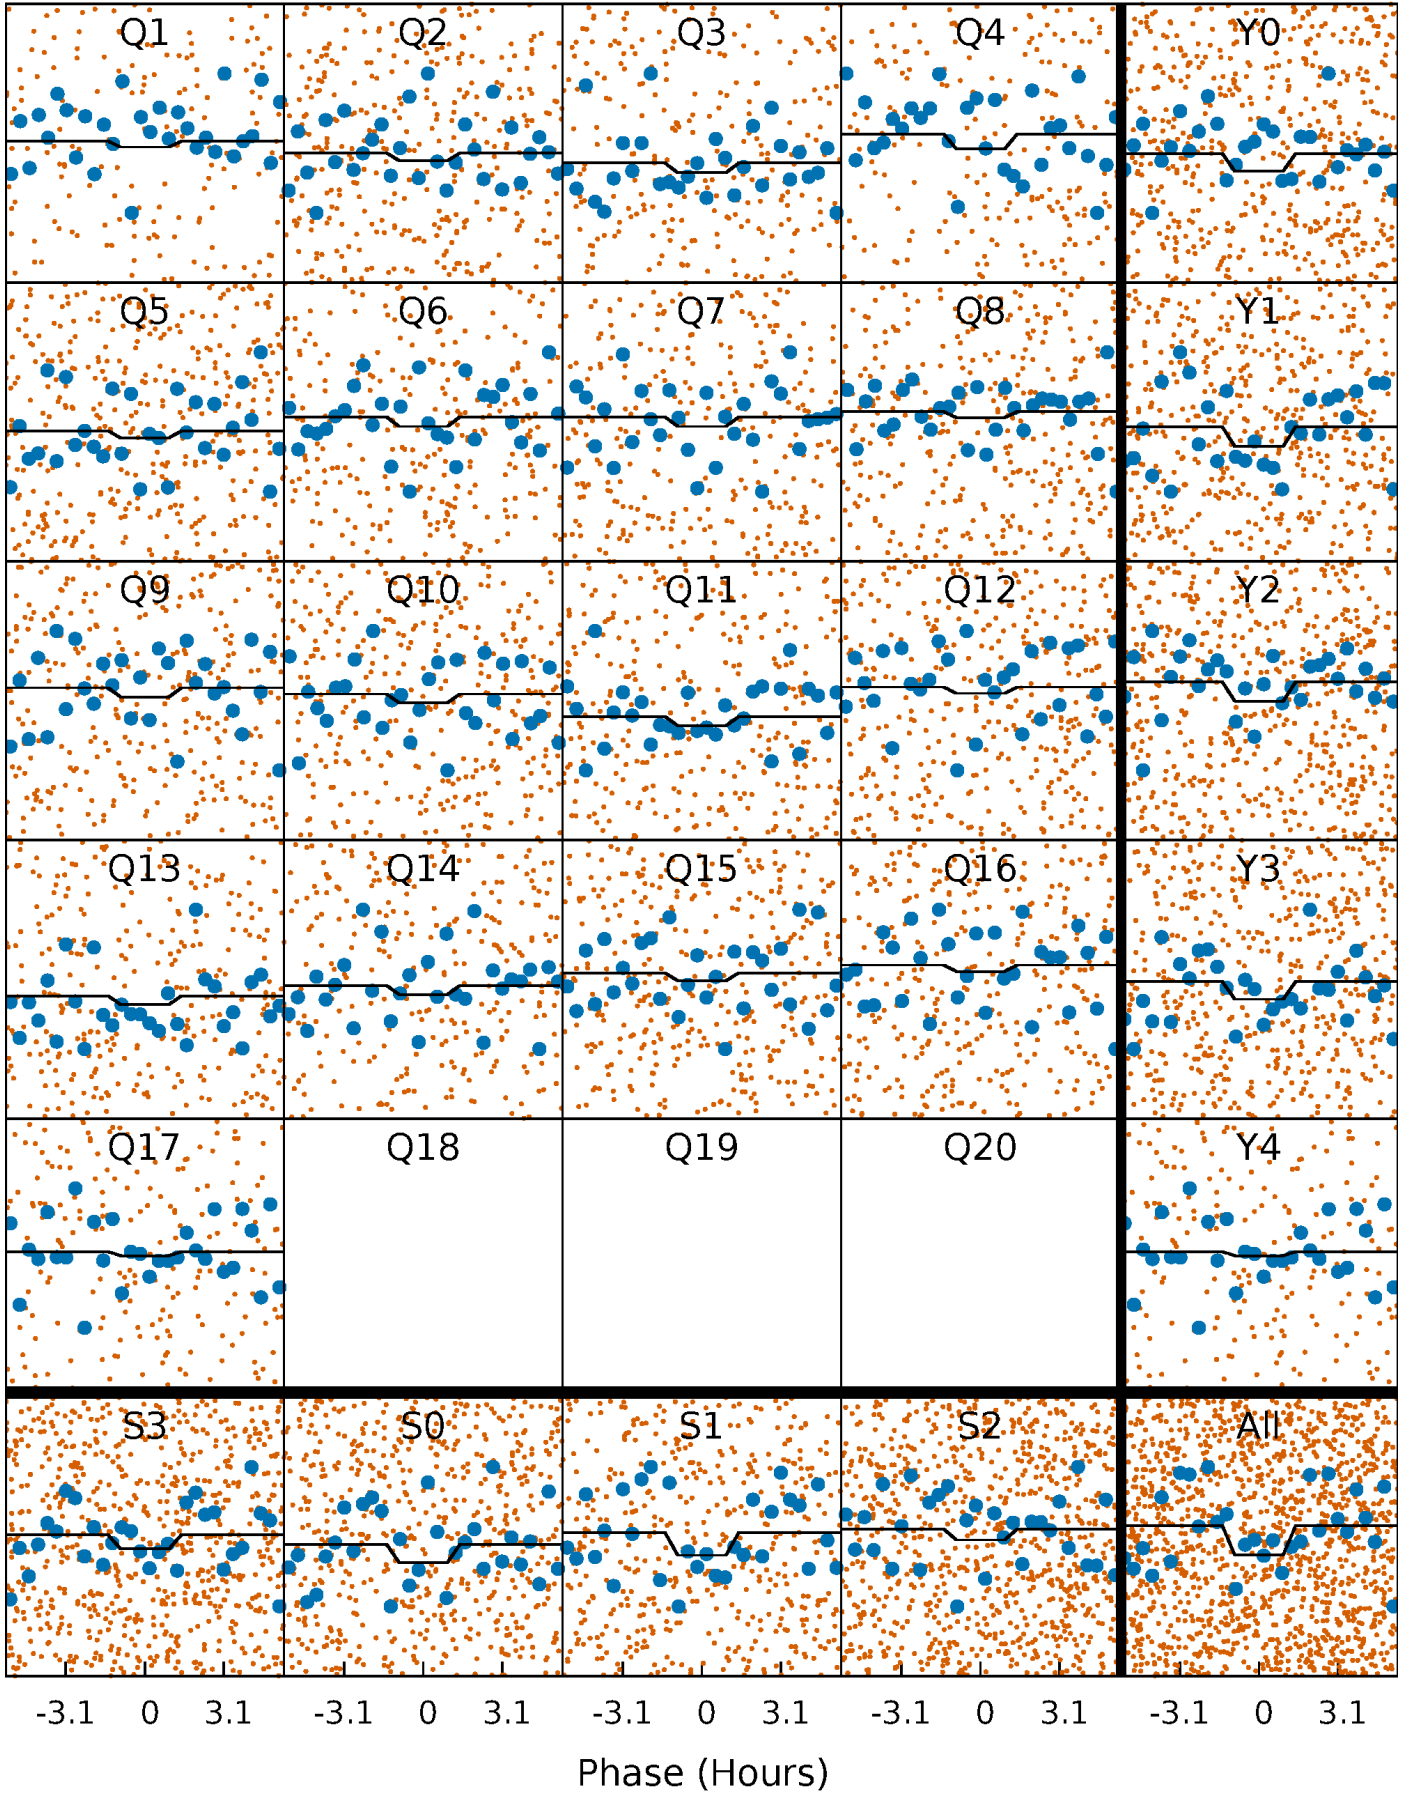 Q1 Q2 Q3 Q4 Y0
Q5 Q6 Q7 Q8 Y1
Q9 Q10 Q11 Q12 Y2
Q13 Q14 Q15 Q16 Y3
Q17 Q18 Q19 Q20 Y4
S3 S0 S1 S2 All
-3.1 0 3.1 -3.1 0 3.1 -3.1 0 3.1 -3.1 0 3.1 -3.1 0 3.1
Phase (Hours)